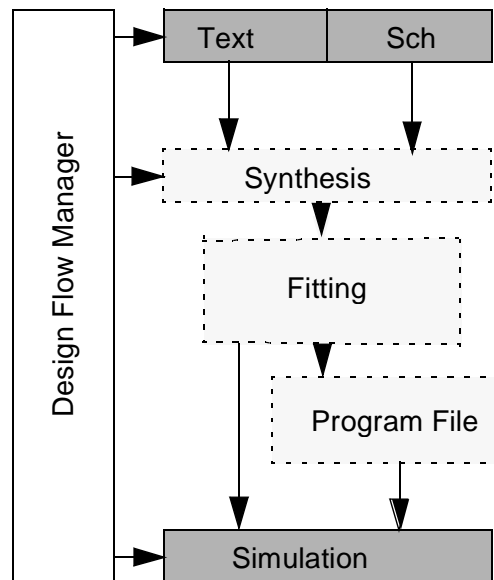 Text Sch
Design Flow Manager
Synthesis
Fitting
Program File
Simulation